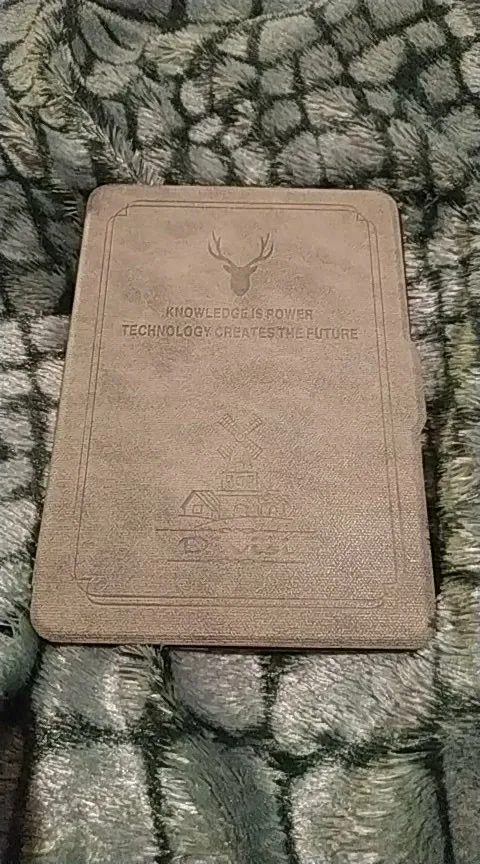 KNOWLEDGE IS POWER
TECHNOLOGY CREATES THE FUTURE